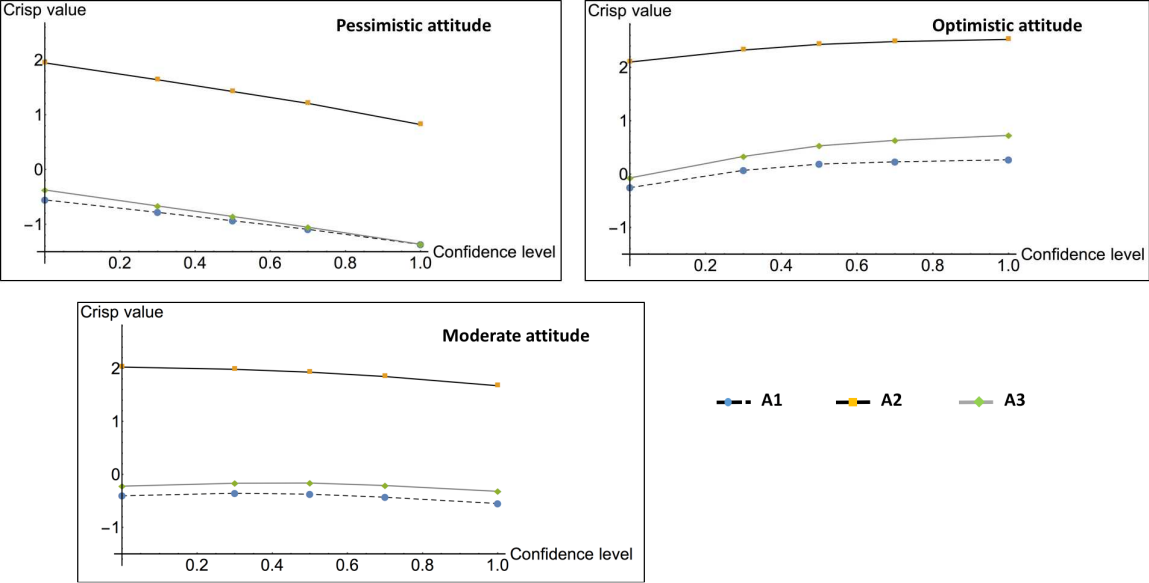 Crisp value
Pessimistic attitude
2
1
0
−1
0.2 0.4 0.6 0.8 1.0
Confidence level
Crisp value
Optimistic attitude
2
1
0
−1
0.2 0.4 0.6 0.8 1.0
Confidence level
Crisp value
Moderate attitude
2
1
0
−1
0.2 0.4 0.6 0.8 1.0
Confidence level
A1 A2 A3